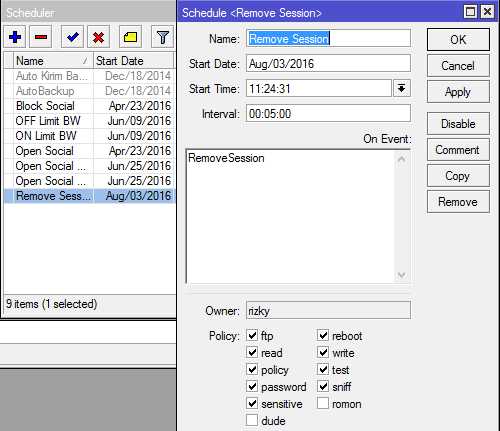 Scheduler
Name Start Date
Auto Kirim Ba... Dec/18/2014
AutoBackup Dec/18/2014
Block Social Apr/23/2016
OFF Limit BW Jun/09/2016
ON Limit BW Jun/09/2016
Open Social Apr/23/2016
Open Social ... Jun/25/2016
Open Social ... Jun/25/2016
Remove Sess... Aug/03/2016
9 items (1 selected)
Schedule <Remove Session>
Name: Remove Session
Start Date: Aug/03/2016
Start Time: 11:24:31
Interval: 00:05:00
On Event:
RemoveSession
Owner: rizky
Policy: ftp reboot
read write
policy test
password sniff
sensitive romon
dude
OK
Cancel
Apply
Disable
Comment
Copy
Remove